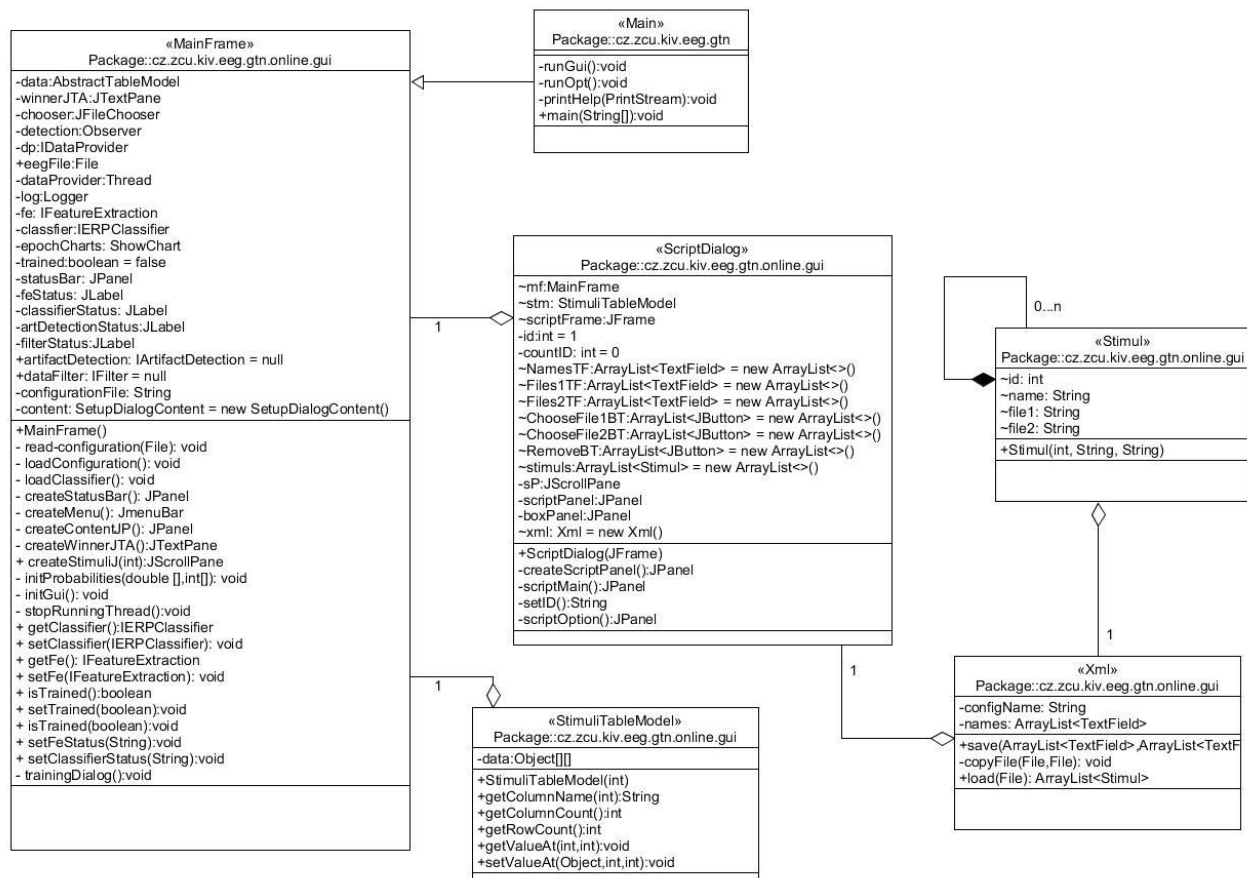 «MainFrame»
Package::cz.zcu.kiv.eeg.gtn.online.gui
-data:AbstractTableModel
-winnerJTA:JTextPane
-chooser:JFileChooser
-detection:Observer
-dp:IDataProvider
+eegFile:File
-dataProvider:Thread
-log:Logger
-fe: IFeatureExtraction
-classfier:IERPClassifier
-epochCharts: ShowChart
-trained:boolean = false
-statusBar: JPanel
-feStatus: JLabel
-classifierStatus: JLabel
-artDetectionStatus:JLabel
-filterStatus:JLabel
+artifactDetection: IArtifactDetection = null
+dataFilter: IFilter = null
-configurationFile: String
-content: SetupDialogContent = new SetupDialogContent()
+MainFrame()
- read-configuration(File): void
- loadConfiguration(): void
- loadClassifier(): void
- createStatusBar(): JPanel
- createMenu(): JmenuBar
- createContentJP(): JPanel
- createWinnerJTA():JTextPane
+ createStimuliJ(int):JScrollPane
- initProbabilities(double [],int[]): void
- initGui(): void
- stopRunningThread():void
+ getClassifier():IERPClassifier
+ setClassifier(IERPClassifier): void
+ getFe(): IFeatureExtraction
+ setFe(IFeatureExtraction): void
+ isTrained():boolean
+ setTrained(boolean):void
+ isTrained(boolean):void
+ setFeStatus(String):void
+ setClassifierStatus(String):void
- trainingDialog():void
«Main»
Package::cz.zcu.kiv.eeg.gtn
-runGui():void
-runOpt():void
-printHelp(PrintStream):void
+main(String[]):void
1
«ScriptDialog»
Package::cz.zcu.kiv.eeg.gtn.online.gui
~mf:MainFrame
~stm: StimuliTableModel
~scriptFrame:JFrame
-id:int = 1
-countID: int = 0
~NamesTF:ArrayList<TextField> = new ArrayList<>()
~Files1TF:ArrayList<TextField> = new ArrayList<>()
~Files2TF:ArrayList<TextField> = new ArrayList<>()
~ChooseFile1BT:ArrayList<JButton> = new ArrayList<>()
~ChooseFile2BT:ArrayList<JButton> = new ArrayList<>()
~RemoveBT:ArrayList<JButton> = new ArrayList<>()
~stimuls:ArrayList<Stimul> = new ArrayList<>()
-sP:JScrollPane
-scriptPanel:JPanel
-boxPanel:JPanel
~xml: Xml = new Xml()
+ScriptDialog(JFrame)
-createScriptPanel():JPanel
-scriptMain():JPanel
-setID():String
-scriptOption():JPanel
0...n
«Stimul»
Package::cz.zcu.kiv.eeg.gtn.online.gui
~id: int
~name: String
~file1: String
~file2: String
+Stimul(int, String, String)
1
1
1
«StimuliTableModel»
Package::cz.zcu.kiv.eeg.gtn.online.gui
-data:Object[][]
+StimuliTableModel(int)
+getColumnName(int):String
+getColumnCount():int
+getRowCount():int
+getValueAt(int,int):void
+setValueAt(Object,int,int):void
«Xml»
Package::cz.zcu.kiv.eeg.gtn.online.gui
-configName: String
-names: ArrayList<TextField>
+save(ArrayList<TextField>,ArrayList<TextF
-copyFile(File,File): void
+load(File): ArrayList<Stimul>